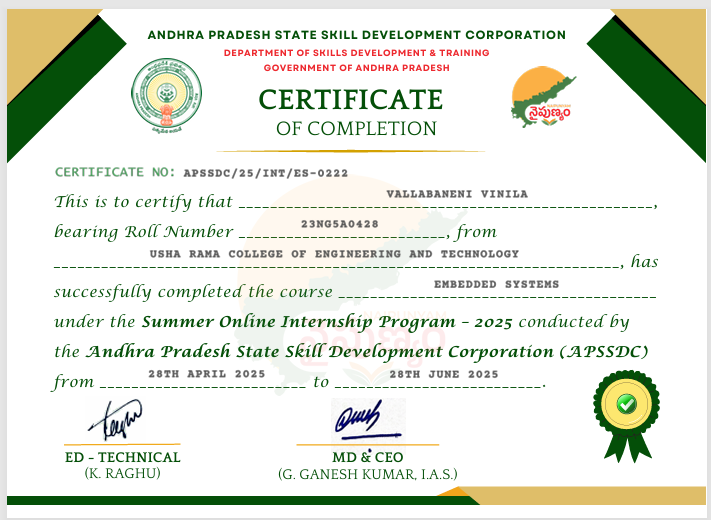 ANDHRA PRADESH STATE SKILL DEVELOPMENT CORPORATION
DEPARTMENT OF SKILLS DEVELOPMENT & TRAINING
GOVERNMENT OF ANDHRA PRADESH
CERTIFICATE
OF COMPLETION
నైపుణ్యం
CERTIFICATE NO: APSSDC/25/INT/ES-0222
This is to certify that VALLABANENI VINILA,
bearing Roll Number 23NG5A0428, from
USHA RAMA COLLEGE OF ENGINEERING AND TECHNOLOGY, has
successfully completed the course EMBEDDED SYSTEMS
under the Summer Online Internship Program – 2025 conducted by
the Andhra Pradesh State Skill Development Corporation (APSSDC)
from 28TH APRIL 2025 to 28TH JUNE 2025.
ED – TECHNICAL
(K. RAGHU)
MD & CEO
(G. GANESH KUMAR, I.A.S.)